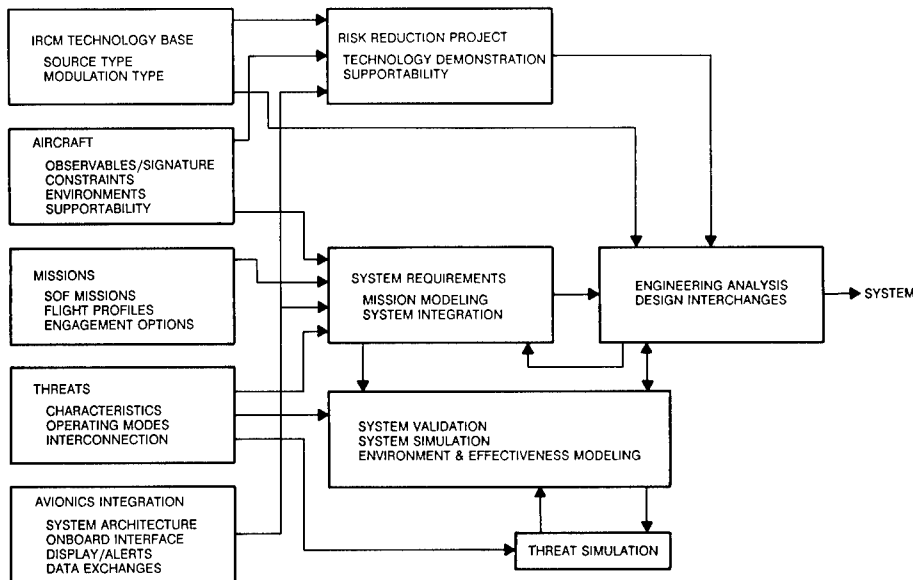 IRCM TECHNOLOGY BASE
SOURCE TYPE
MODULATION TYPE
RISK REDUCTION PROJECT
TECHNOLOGY DEMONSTRATION
SUPPORTABILITY
AIRCRAFT
OBSERVABLES/SIGNATURE
CONSTRAINTS
ENVIRONMENTS
SUPPORTABILITY
MISSIONS
SOF MISSIONS
FLIGHT PROFILES
ENGAGEMENT OPTIONS
SYSTEM REQUIREMENTS
MISSION MODELING
SYSTEM INTEGRATION
ENGINEERING ANALYSIS
DESIGN INTERCHANGES
SYSTEM
THREATS
CHARACTERISTICS
OPERATING MODES
INTERCONNECTION
SYSTEM VALIDATION
SYSTEM SIMULATION
ENVIRONMENT & EFFECTIVENESS MODELING
AVIONICS INTEGRATION
SYSTEM ARCHITECTURE
ONBOARD INTERFACE
DISPLAY/ALERTS
DATA EXCHANGES
THREAT SIMULATION